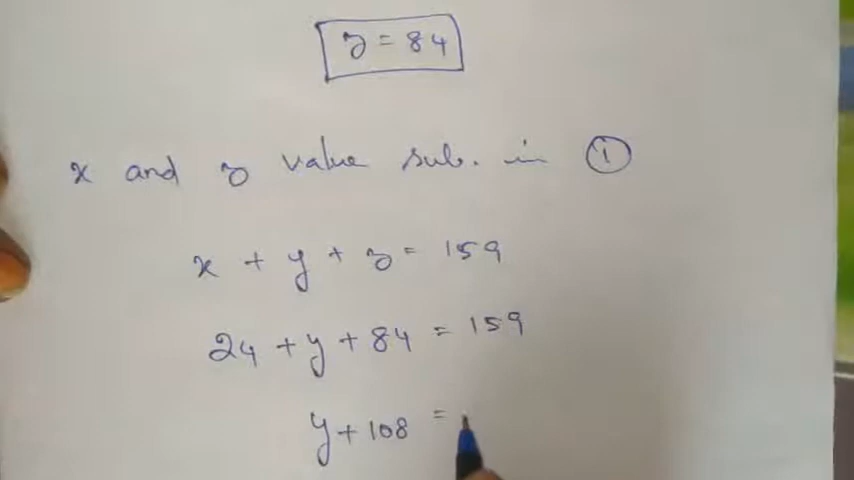 z = 84
x and z value sub. in ①
x + y + z = 159
24 + y + 84 = 159
y + 108 =